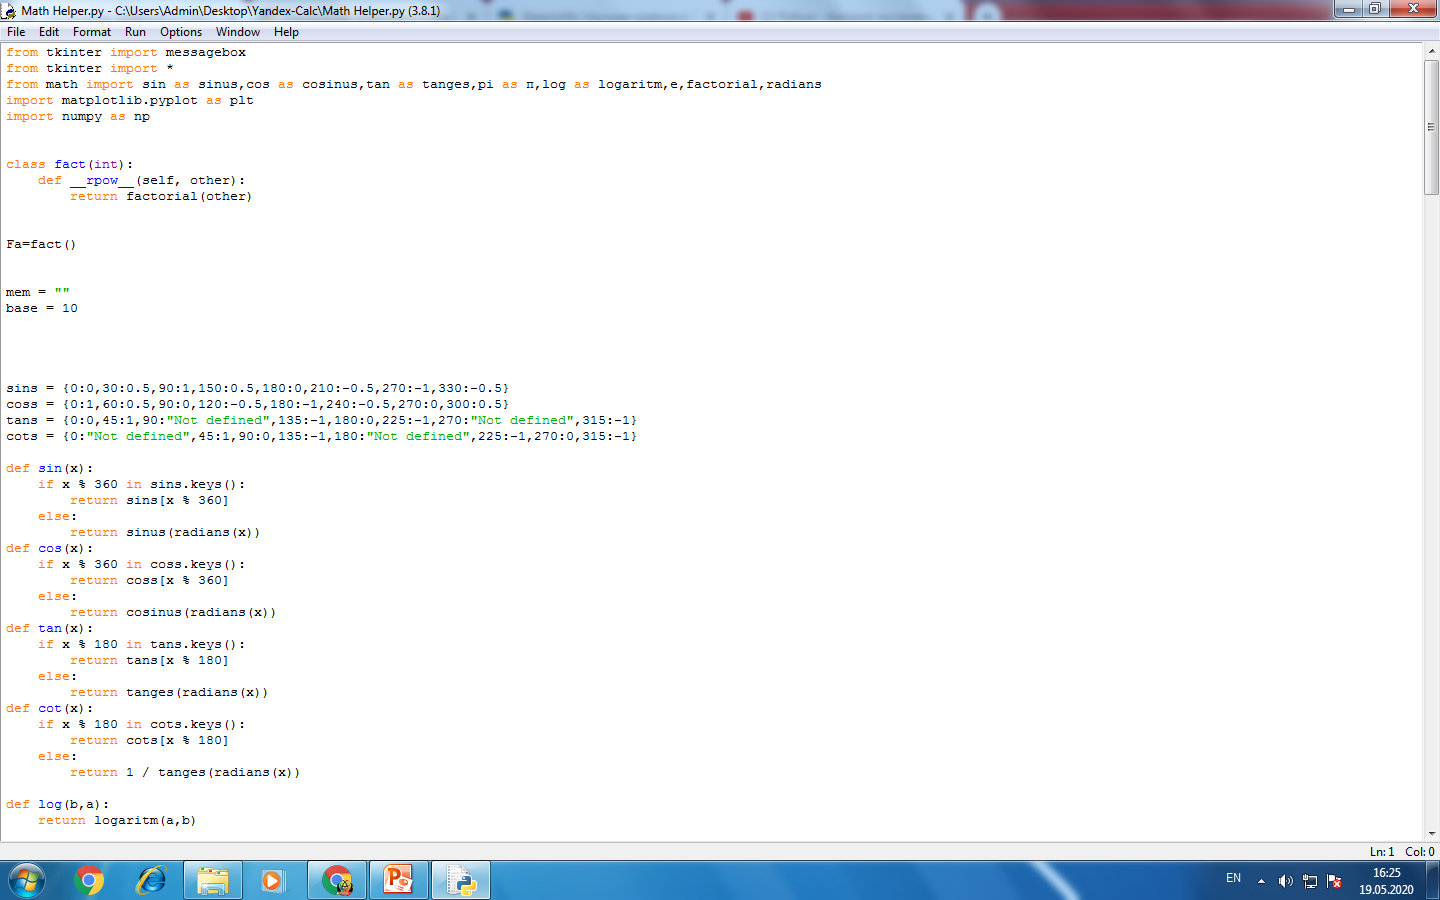 Math Helper.py - C:\Users\Admin\Desktop\Yandex-Calc\Math Helper.py (3.8.1)
File Edit Format Run Options Window Help
from tkinter import messagebox
from tkinter import *
from math import sin as sinus,cos as cosinus,tan as tanges,pi as π,log as logaritm,e,factorial,radians
import matplotlib.pyplot as plt
import numpy as np
class fact(int):
    def __rpow__(self, other):
        return factorial(other)
Fa=fact()
mem = ""
base = 10
sins = {0:0,30:0.5,90:1,150:0.5,180:0,210:-0.5,270:-1,330:-0.5}
coss = {0:1,60:0.5,90:0,120:-0.5,180:-1,240:-0.5,270:0,300:0.5}
tans = {0:0,45:1,90:"Not defined",135:-1,180:0,225:-1,270:"Not defined",315:-1}
cots = {0:"Not defined",45:1,90:0,135:-1,180:"Not defined",225:-1,270:0,315:-1}
def sin(x):
    if x % 360 in sins.keys():
        return sins[x % 360]
    else:
        return sinus(radians(x))
def cos(x):
    if x % 360 in coss.keys():
        return coss[x % 360]
    else:
        return cosinus(radians(x))
def tan(x):
    if x % 180 in tans.keys():
        return tans[x % 180]
    else:
        return tanges(radians(x))
def cot(x):
    if x % 180 in cots.keys():
        return cots[x % 180]
    else:
        return 1 / tanges(radians(x))
def log(b,a):
    return logaritm(a,b)
Ln: 1 Col: 0
EN
16:25
19.05.2020